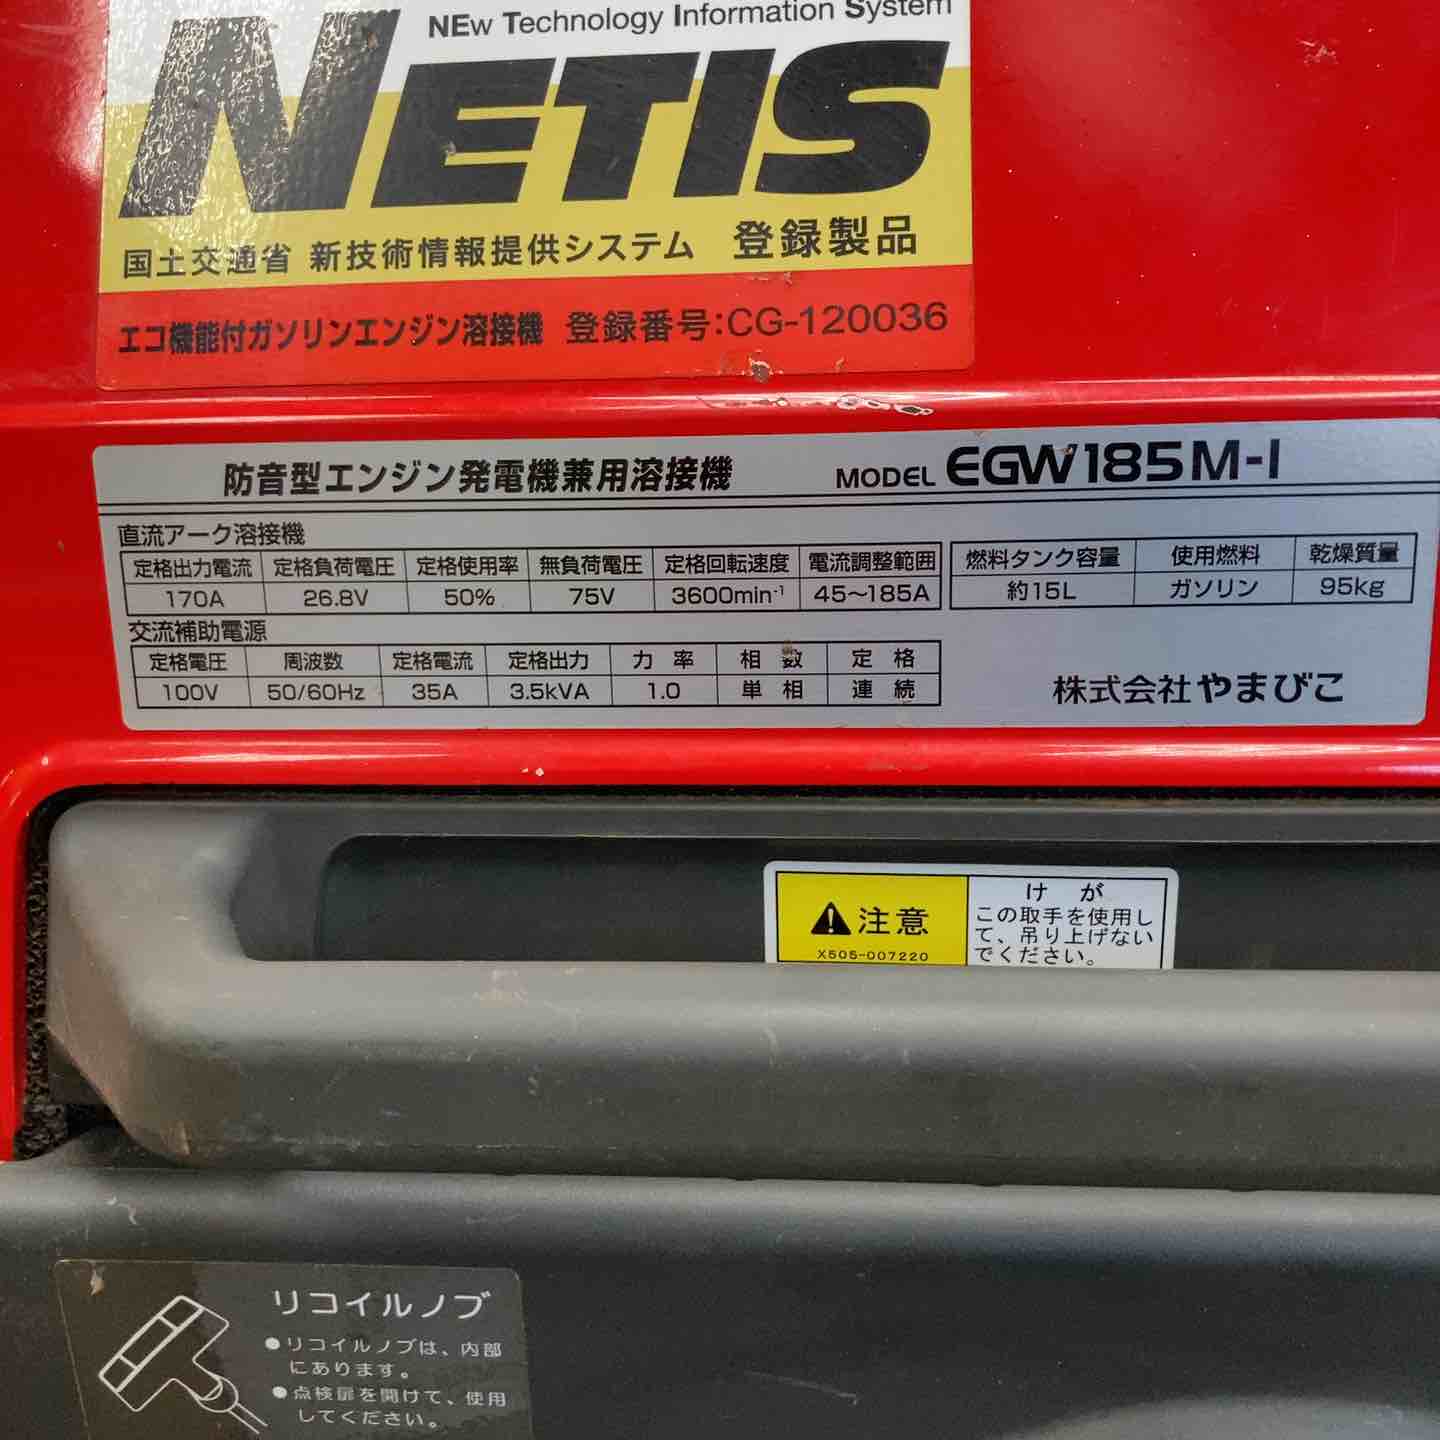 NEw Technology Information System
NETIS
国土交通省 新技術情報提供システム 登録製品
エコ機能付ガソリンエンジン溶接機 登録番号:CG-120036
防音型エンジン発電機兼用溶接機 MODEL EGW185M-I
直流アーク溶接機
定格出力電流 定格負荷電圧 定格使用率 無負荷電圧 定格回転速度 電流調整範囲 燃料タンク容量 使用燃料 乾燥質量
170A 26.8V 50% 75V 3600min⁻¹ 45〜185A 約15L ガソリン 95kg
交流補助電源
定格電圧 周波数 定格電流 定格出力 力率 相数 定格
100V 50/60Hz 35A 3.5kVA 1.0 単相 連続
株式会社やまびこ
注意
X505-007220
けが
この取手を使用し
て、吊り上げない
でください。
リコイルノブ
●リコイルノブは、内部
にあります。
●点検扉を開けて、使用
してください。